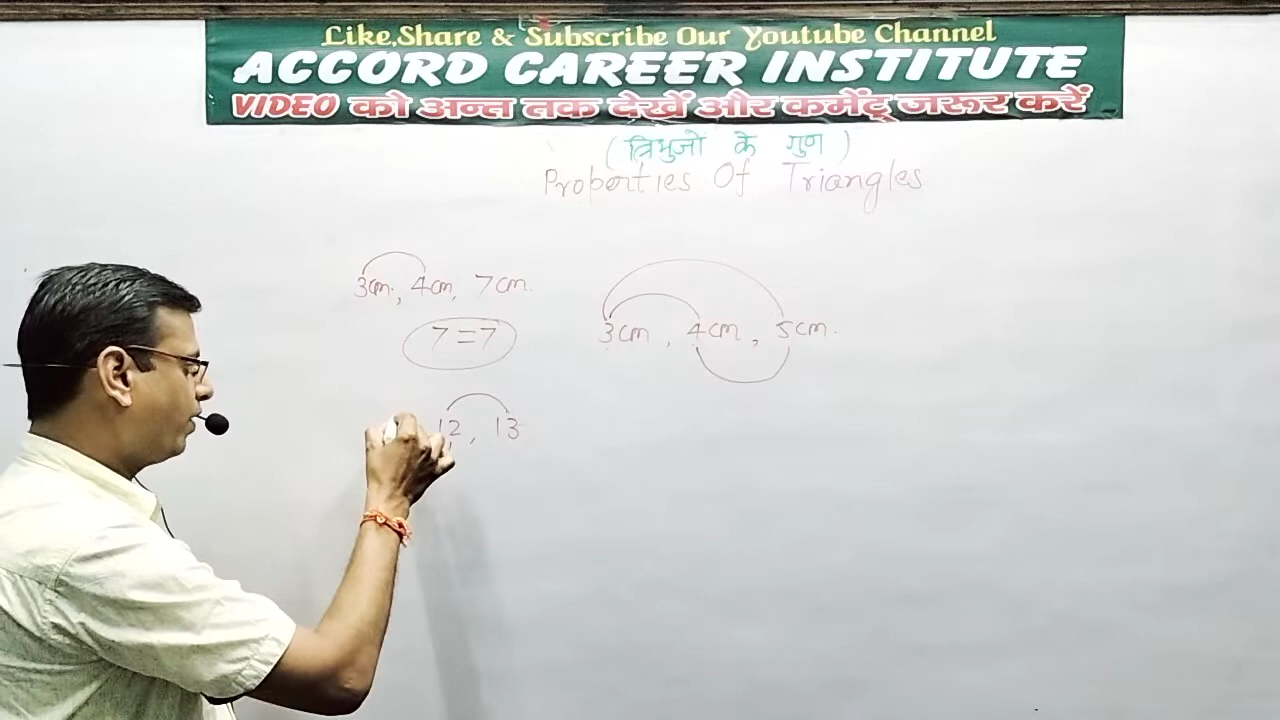 Like,Share & Subscribe Our Youtube Channel
ACCORD CAREER INSTITUTE
VIDEO को अन्त तक देखें और कमेंट् जरूर करें
(त्रिभुजो के गुण)
Properties Of Triangles
3cm, 4cm, 7cm.
7=7
3cm, 4cm, 5cm.
12, 13